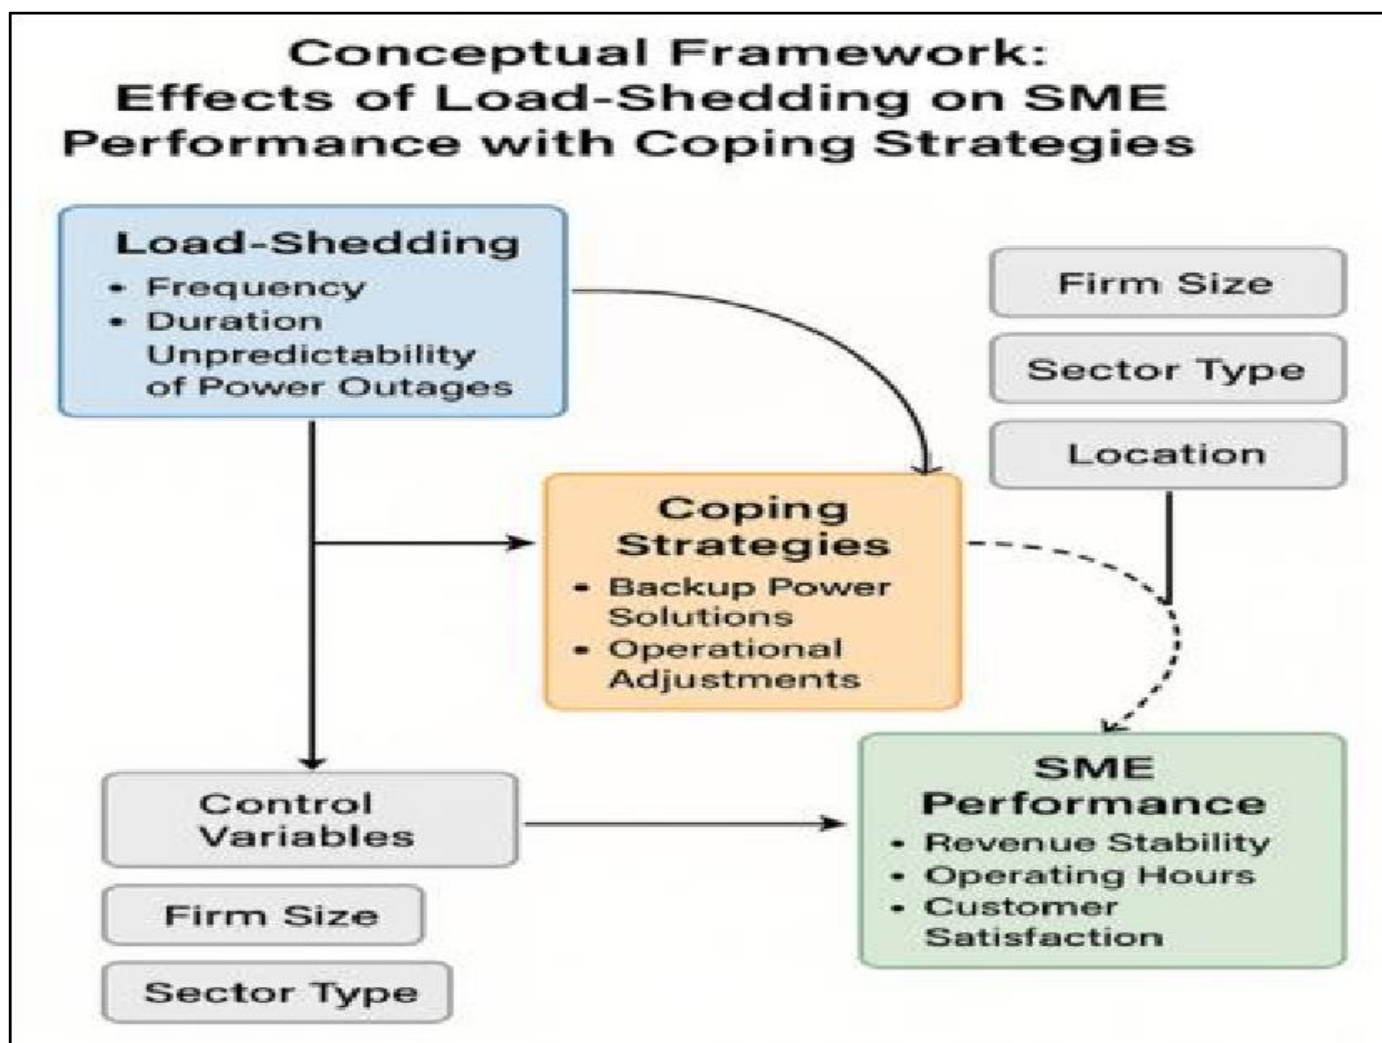 Conceptual Framework:
Effects of Load-Shedding on SME
Performance with Coping Strategies
Load-Shedding
• Frequency
• Duration
Unpredictability
of Power Outages
Firm Size
Sector Type
Location
Coping
Strategies
• Backup Power
Solutions
• Operational
Adjustments
Control
Variables
Firm Size
Sector Type
SME
Performance
• Revenue Stability
• Operating Hours
• Customer
Satisfaction